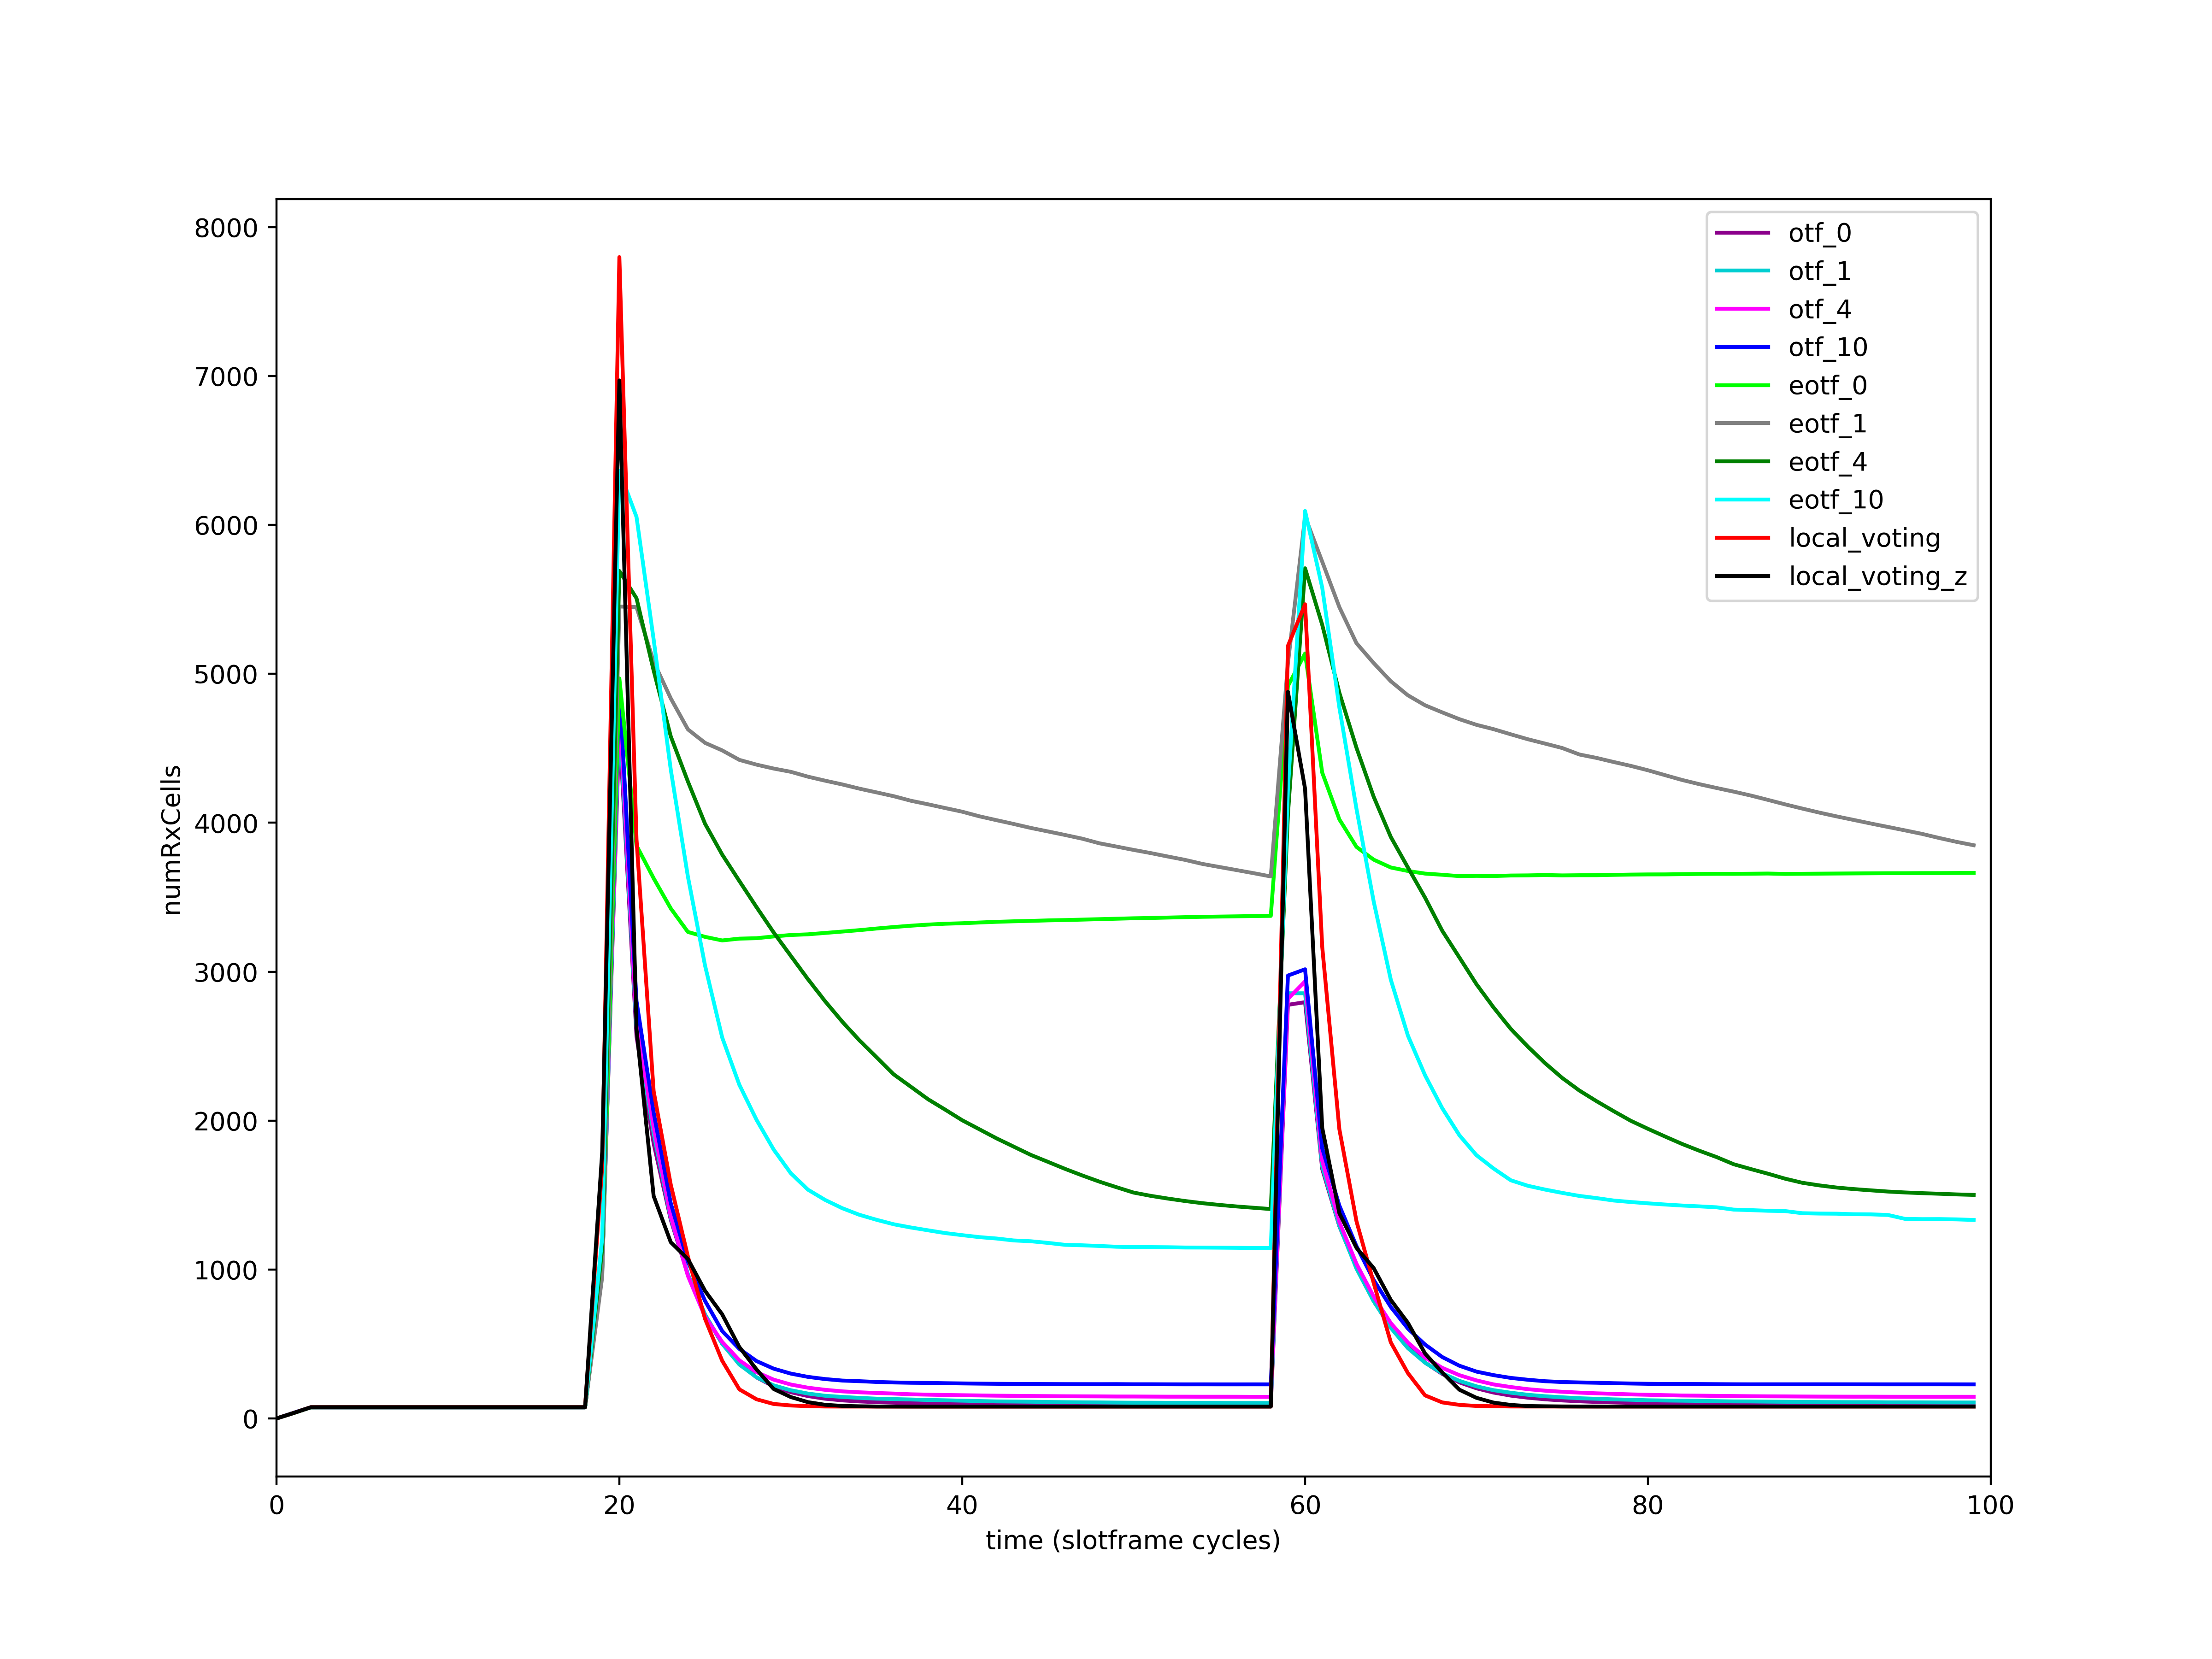 8000
7000
6000
5000
4000
3000
2000
1000
0
numRxCells
0 20 40 60 80 100
time (slotframe cycles)
otf_0
otf_1
otf_4
otf_10
eotf_0
eotf_1
eotf_4
eotf_10
local_voting
local_voting_z